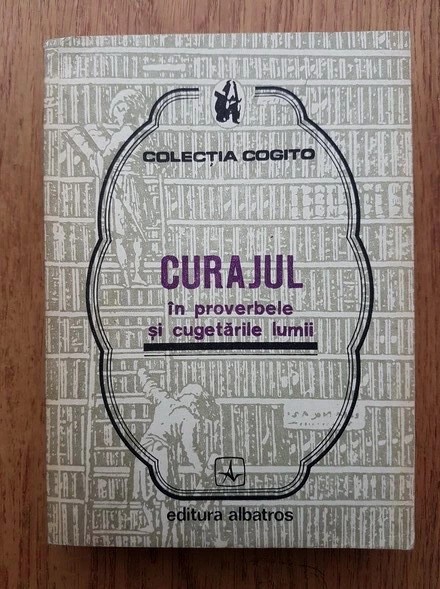 COLECȚIA COGITO
CURAJUL
în proverbele
și cugetările lumii
editura albatros